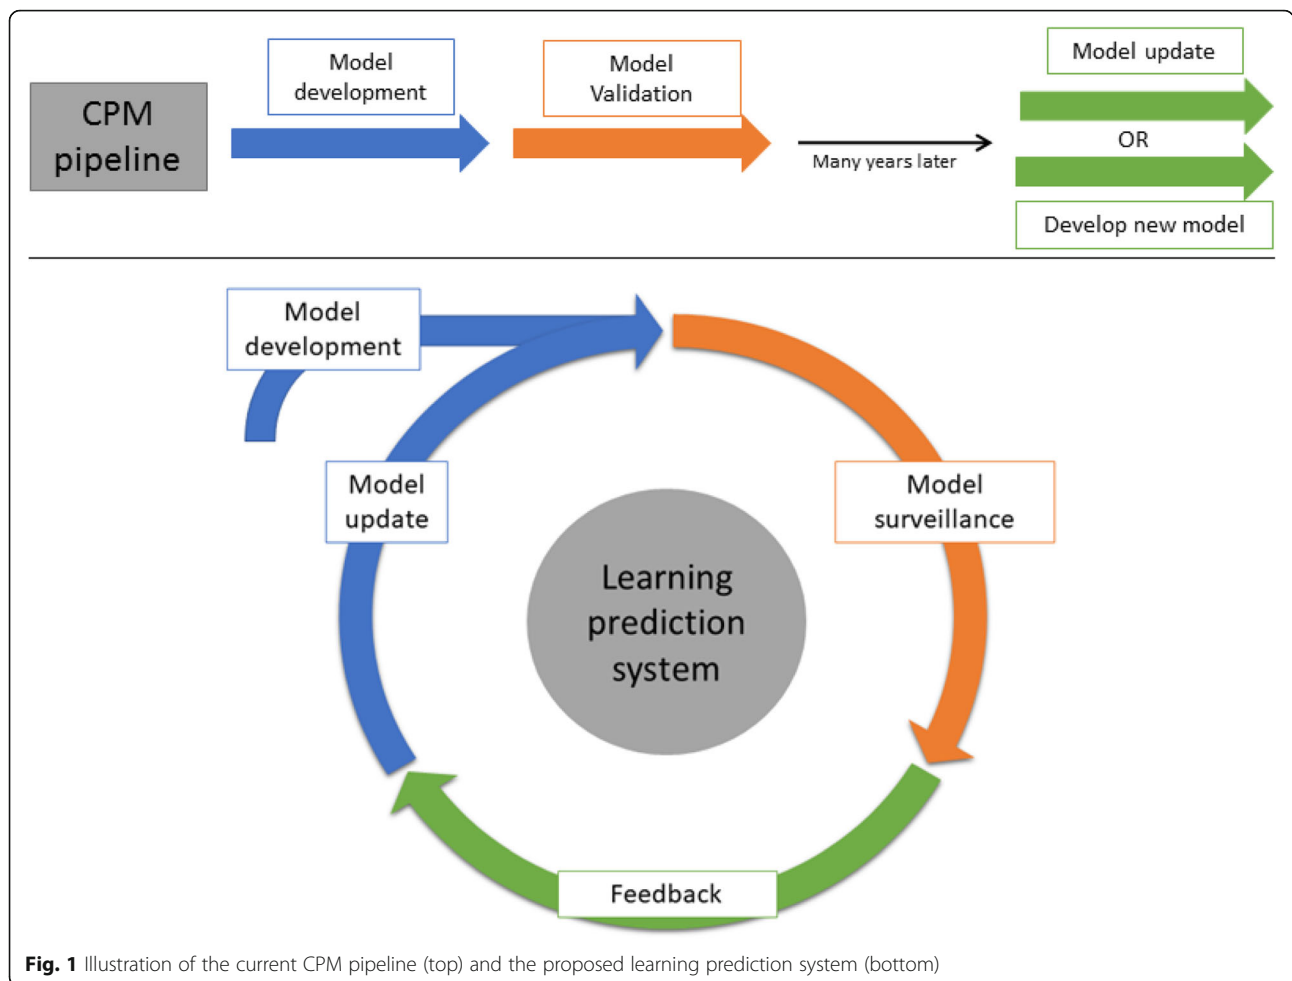 CPM
pipeline
Model
development
Model
Validation
Many years later
Model update
OR
Develop new model
Model
development
Model
update
Model
surveillance
Learning
prediction
system
Feedback
Fig. 1 Illustration of the current CPM pipeline (top) and the proposed learning prediction system (bottom)